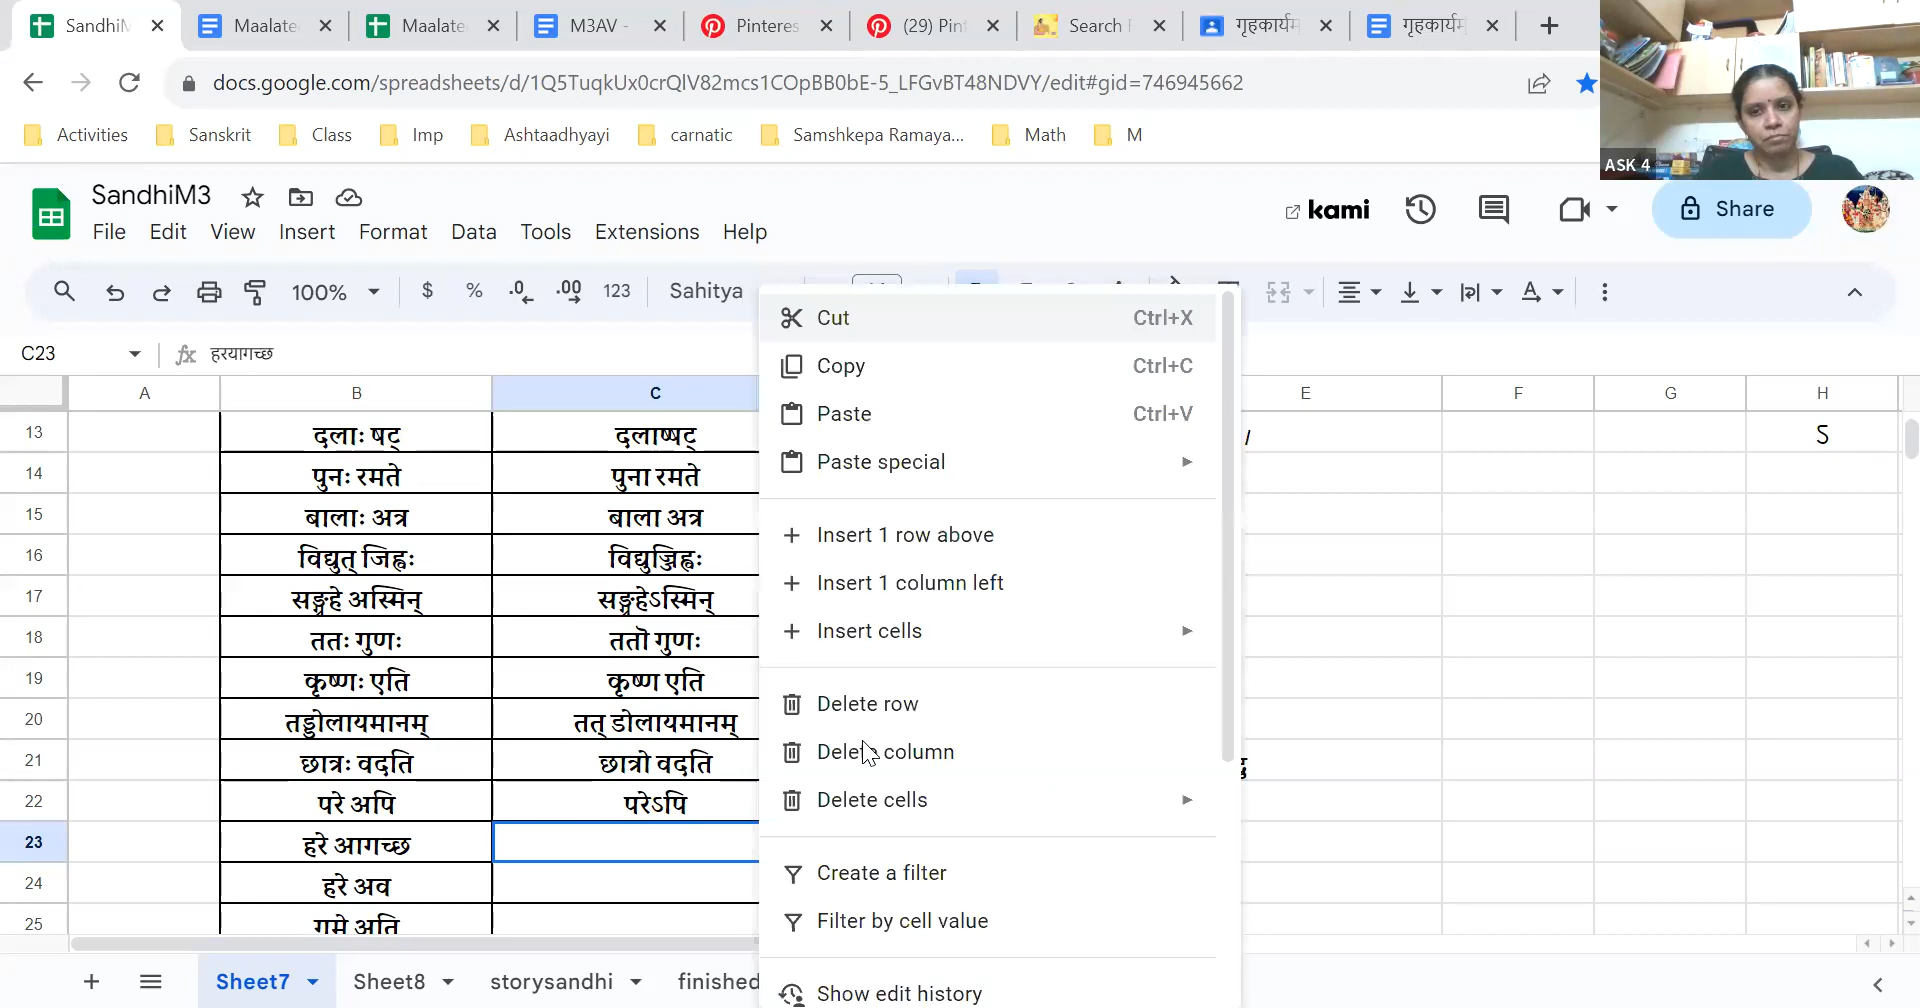 SandhiM
Maalate
Maalate
M3AV -
Pinteres
(29) Pin
Search
गृहकार्यम
गृहकार्यम
docs.google.com/spreadsheets/d/1Q5TuqkUx0crQlV82mcs1COpBB0bE-5_LFGvBT48NDVY/edit#gid=746945662
Activities Sanskrit Class Imp Ashtaadhyayi carnatic Samshkepa Ramaya... Math M
ASK 4
SandhiM3
kami
Share
File Edit View Insert Format Data Tools Extensions Help
100% $ % .0 .00 123 Sahitya
C23 fx हरयागच्छ
A B C E F G H
13 दलाः षट् दलाष्षट् । S
14 पुनः रमते पुना रमते
15 बालाः अत्र बाला अत्र
16 विद्युत् जिह्वः विद्युज्जिह्वः
17 सङ्ग्रहे अस्मिन् सङ्ग्रहेऽस्मिन्
18 ततः गुणः ततो गुणः
19 कृष्णः एति कृष्ण एति
20 तड्डोलायमानम् तत् डोलायमानम्
21 छात्रः वदति छात्रो वदति
22 परे अपि परेऽपि
23 हरे आगच्छ
24 हरे अव
25
Cut Ctrl+X
Copy Ctrl+C
Paste Ctrl+V
Paste special
Insert 1 row above
Insert 1 column left
Insert cells
Delete row
Delete column
Delete cells
Create a filter
Filter by cell value
Show edit history
Sheet7 Sheet8 storysandhi finished